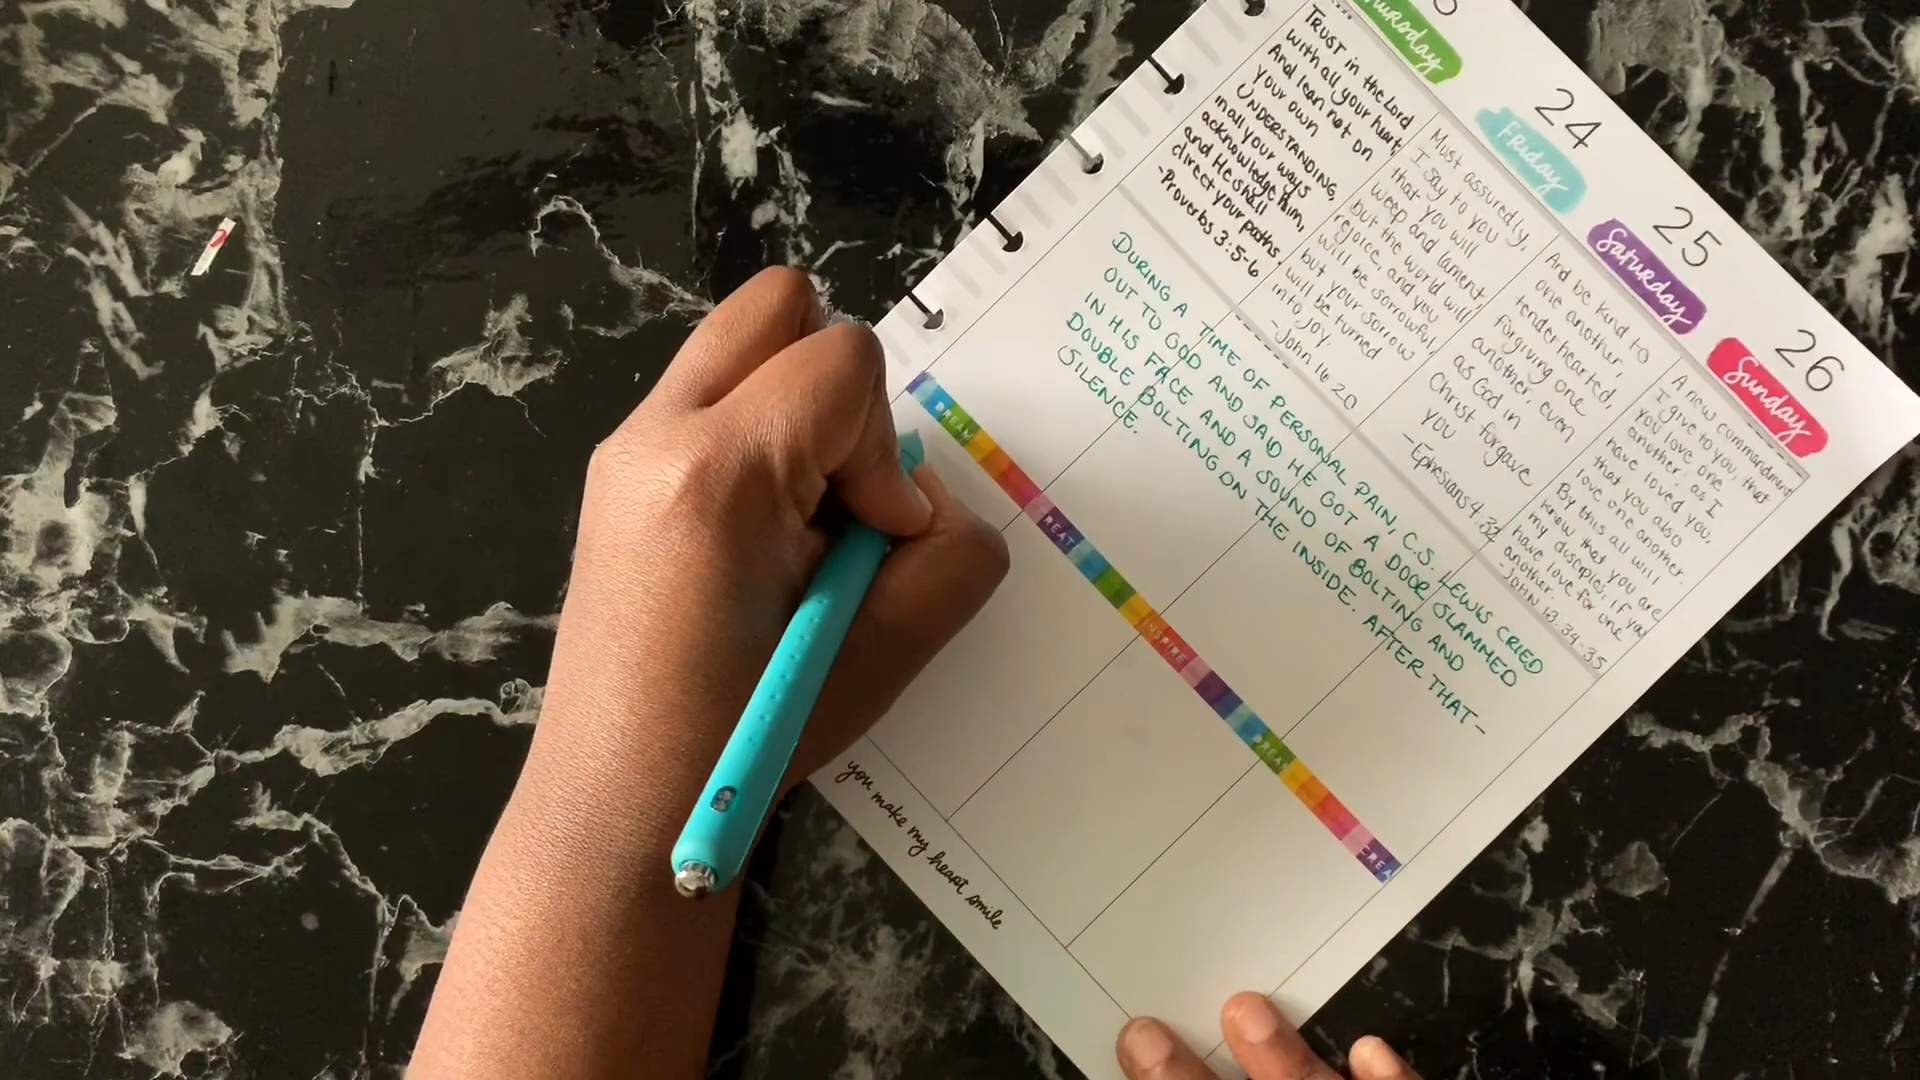 Thursday
TRUST in the Lord
with all your heart,
And lean not on
your own
UNDERSTANDING,
in all your ways
acknowledge Him,
and He shall
direct your paths.
-Proverbs 3:5-6
24
Friday
Most assuredly,
I say to you
that you will
weep and lament
but the world will
rejoice, and you
will be sorrowful,
but your sorrow
will be turned
into joy.
-John 16:20
25
Saturday
And be kind to
one another,
tenderhearted,
forgiving one
another, even
as God in
Christ forgave
you
-Ephesians 4:32
26
Sunday
A new commandment
I give to you, that
you love one
another; as I
have loved you,
that you also
love one another.
By this all will
know that you are
my disciples, if you
have love for one
another.
-JOHN 13:34-35
DURING A TIME OF PERSONAL PAIN, C.S. LEWIS CRIED
OUT TO GOD AND SAID HE GOT A DOOR SLAMMED
IN HIS FACE AND A SOUND OF BOLTING AND
DOUBLE BOLTING ON THE INSIDE. AFTER THAT-
SILENCE.
DREAM
CREATE
INSPIRE
DREAM
CREA
you make my heart smile